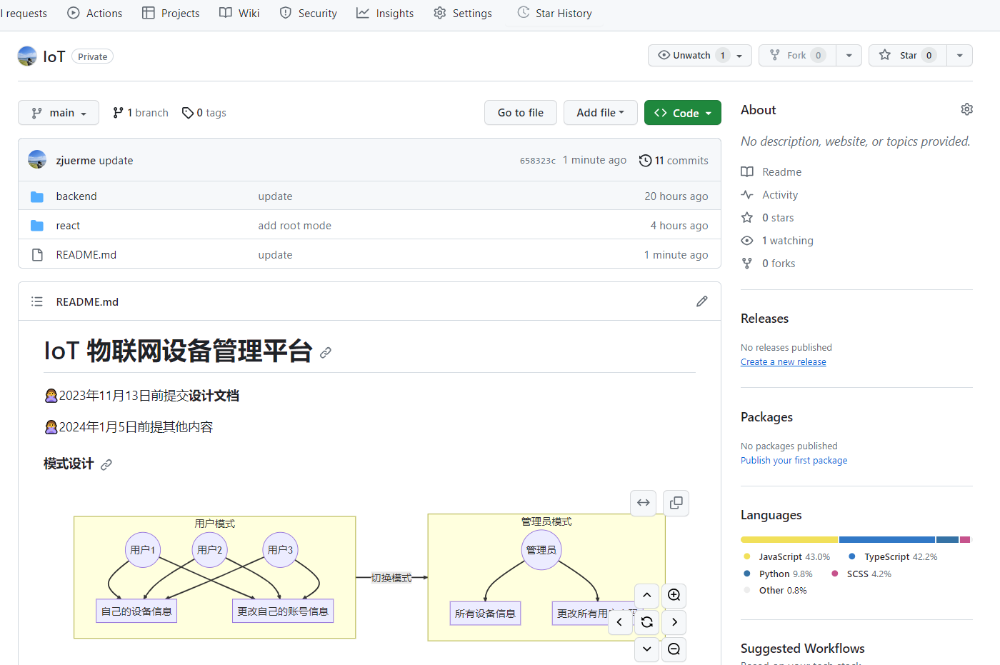 l requests Actions Projects Wiki Security Insights Settings Star History
IoT Private Unwatch 1 Fork 0 Star 0
main 1 branch 0 tags Go to file Add file <> Code
zjuerme update 658323c 1 minute ago 11 commits
backend update 20 hours ago
react add root mode 4 hours ago
README.md update 1 minute ago
README.md
IoT 物联网设备管理平台
2023年11月13日前提交设计文档
2024年1月5日前提其他内容
模式设计
用户模式
用户1 用户2 用户3
自己的设备信息 更改自己的账号信息
切换模式
管理员模式
管理员
所有设备信息 更改所有用
About
No description, website, or topics provided.
Readme
Activity
0 stars
1 watching
0 forks
Releases
No releases published
Create a new release
Packages
No packages published
Publish your first package
Languages
JavaScript 43.0% TypeScript 42.2%
Python 9.8% SCSS 4.2%
Other 0.8%
Suggested Workflows
Based on your tech stack